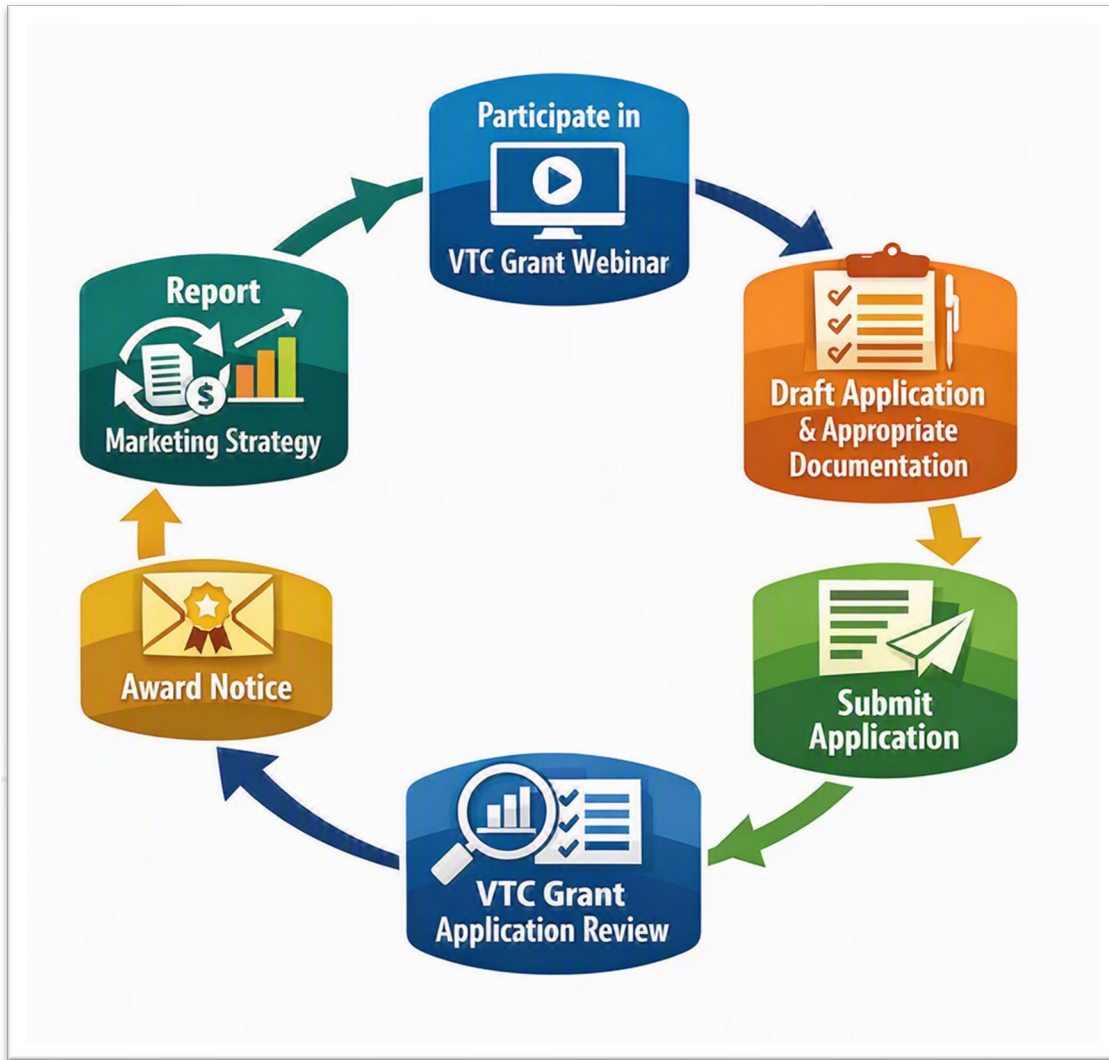 Participate in
VTC Grant Webinar
Draft Application
& Appropriate
Documentation
Submit
Application
VTC Grant
Application Review
Award Notice
Report
$
Marketing Strategy